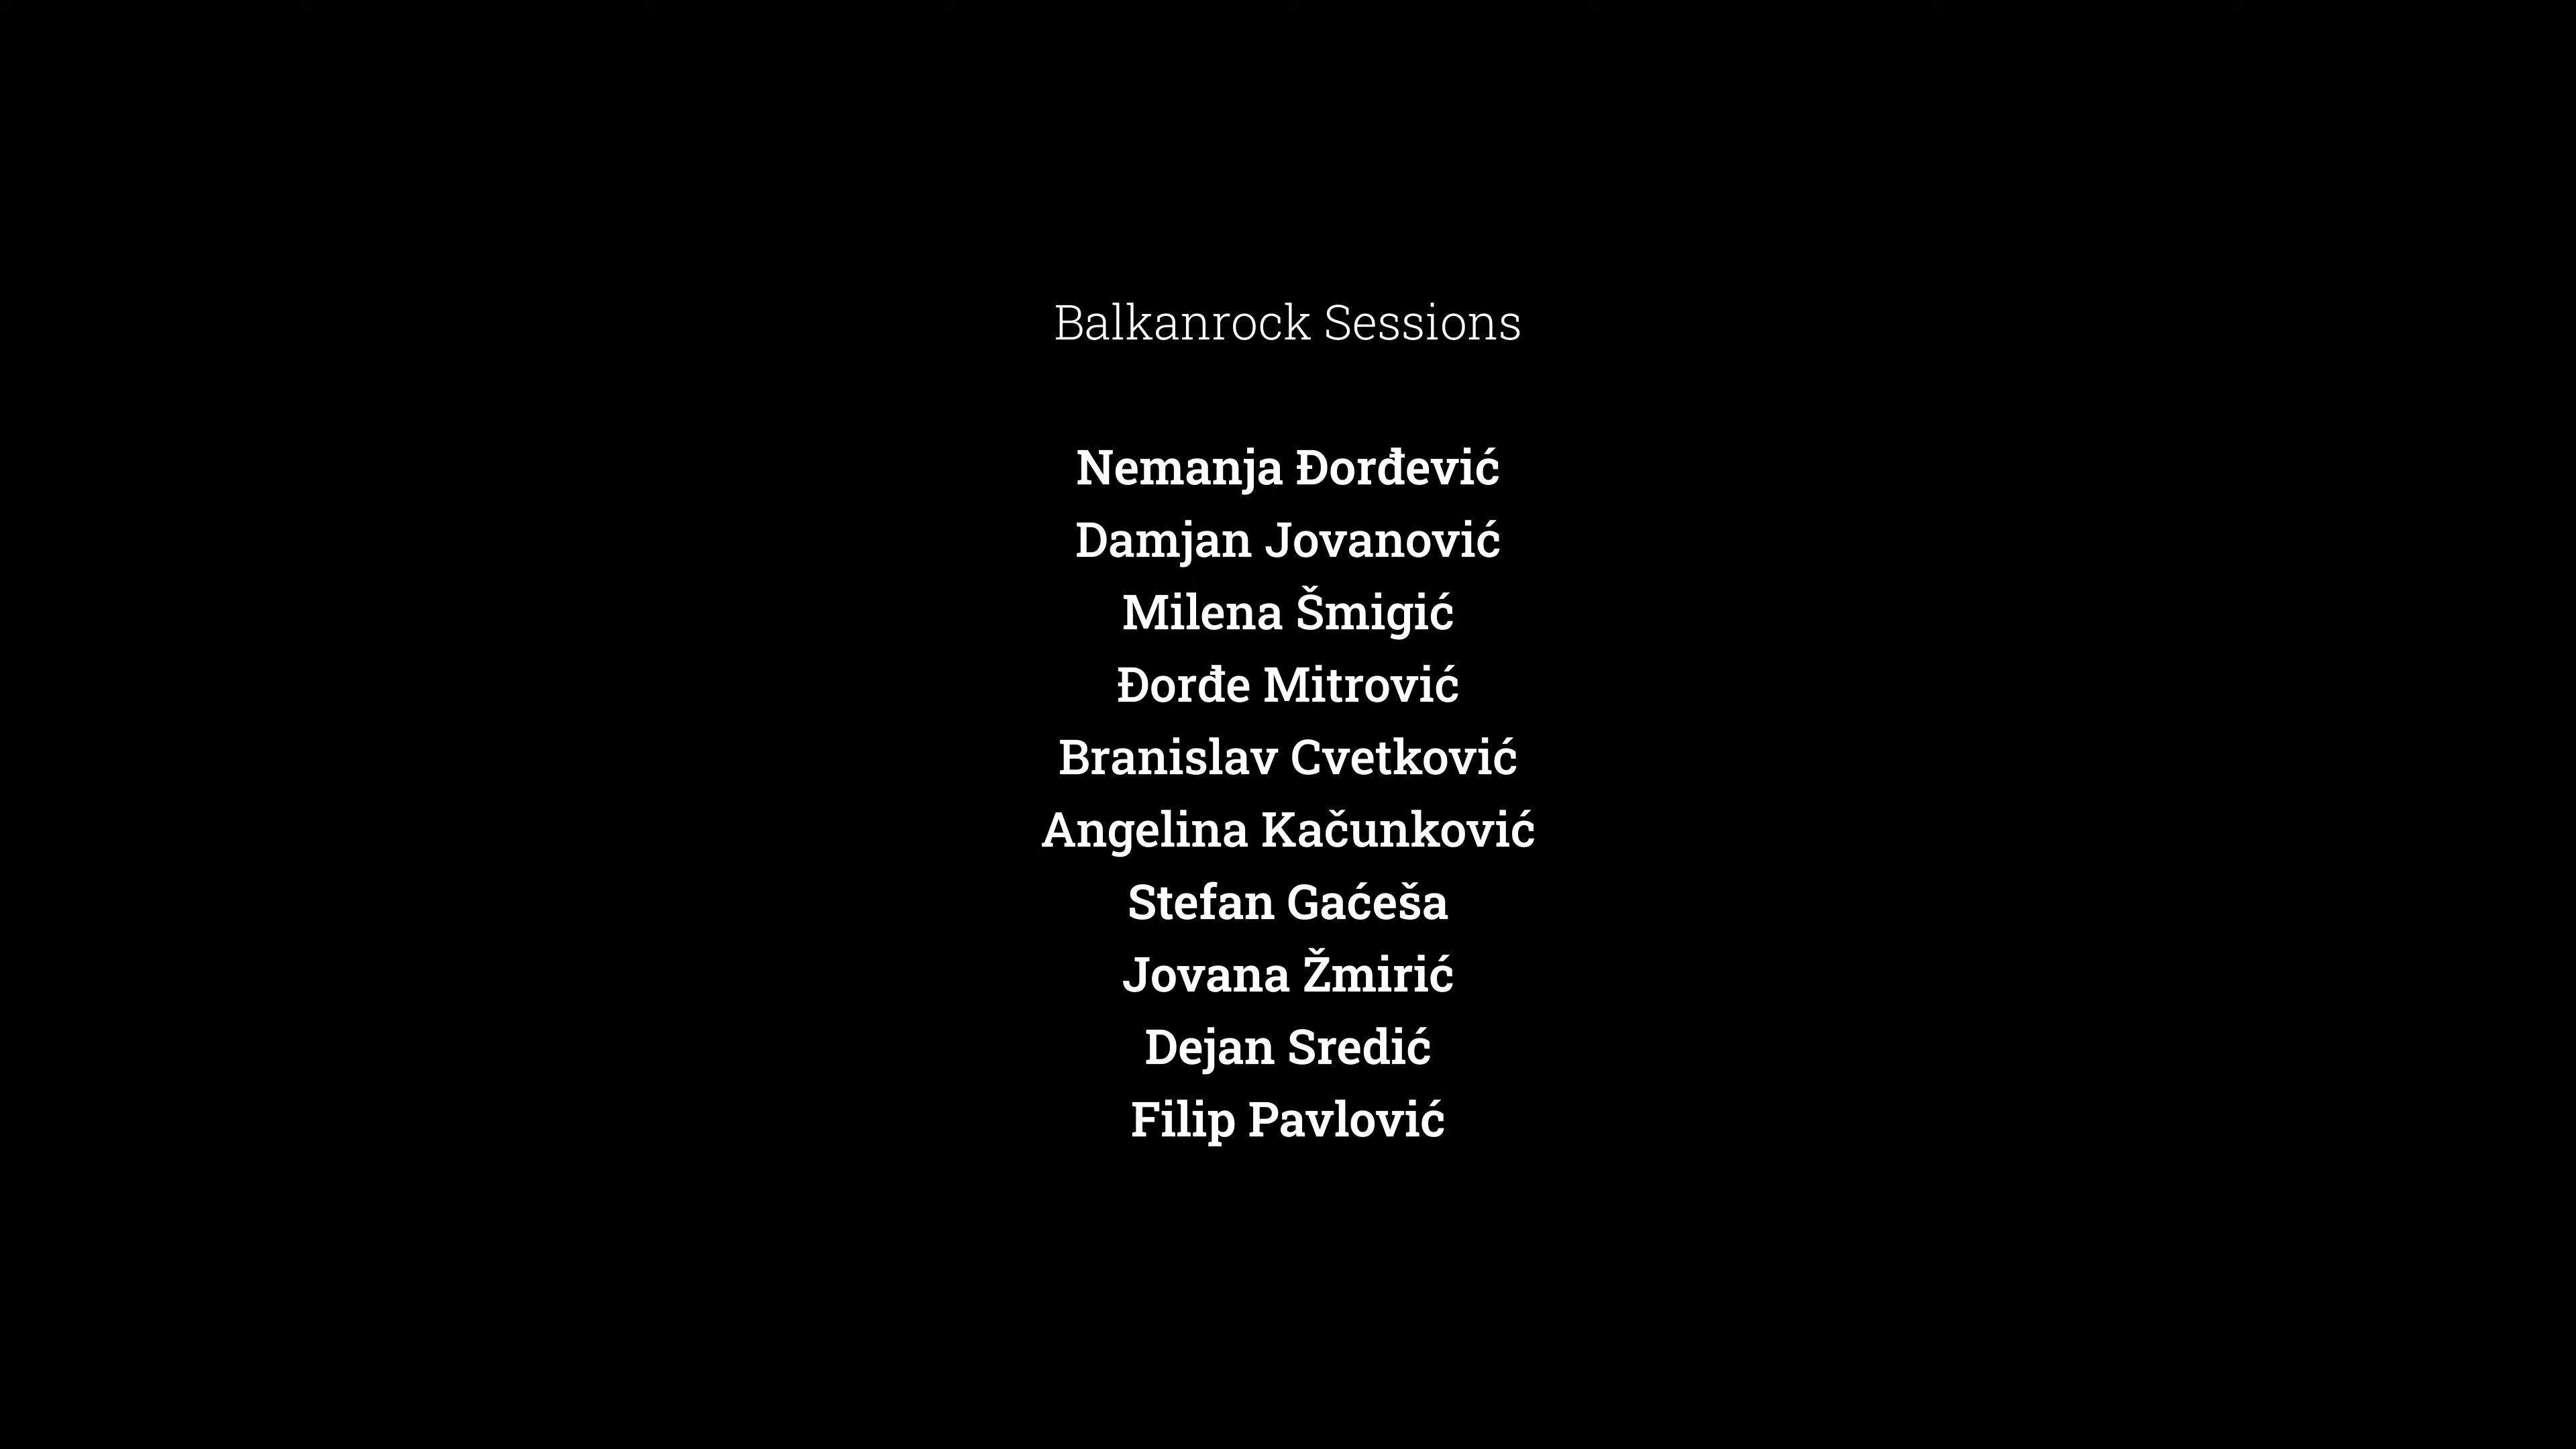 Balkanrock Sessions
Nemanja Đorđević
Damjan Jovanović
Milena Šmigić
Đorđe Mitrović
Branislav Cvetković
Angelina Kačunković
Stefan Gaćeša
Jovana Žmirić
Dejan Sredić
Filip Pavlović